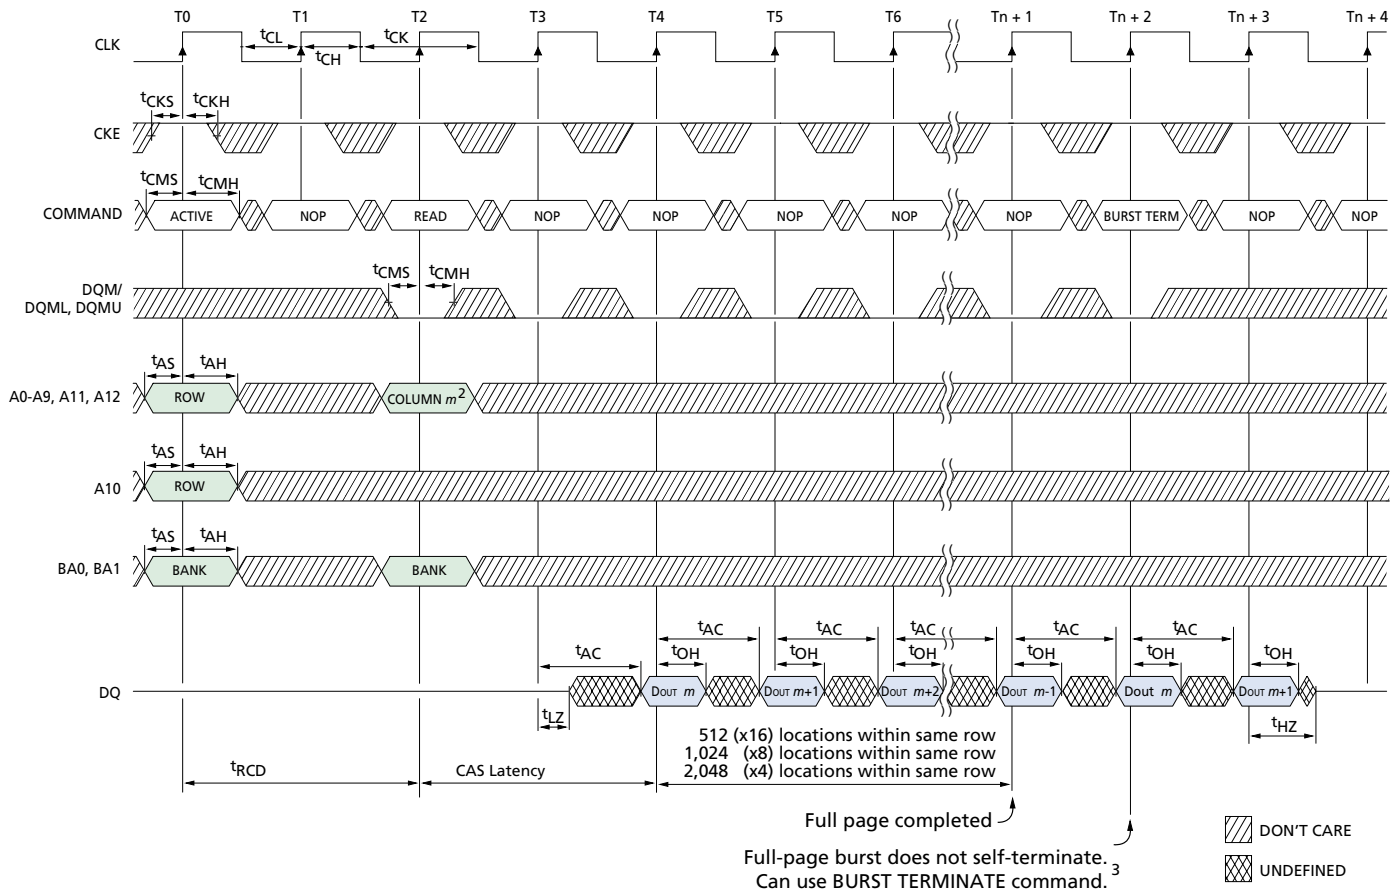 T0 T1 T2 T3 T4 T5 T6 Tn + 1 Tn + 2 Tn + 3 Tn + 4
CLK tCL tCH tCK
tCKS tCKH
CKE
tCMS tCMH
COMMAND ACTIVE NOP READ NOP NOP NOP NOP NOP BURST TERM NOP NOP
tCMS tCMH
DQM/
DQML, DQMU
tAS tAH
A0-A9, A11, A12 ROW COLUMN m2
tAS tAH
A10 ROW
tAS tAH
BA0, BA1 BANK BANK
tAC tAC tAC tAC tAC tAC
tOH tOH tOH tOH tOH tOH
DQ DOUT m DOUT m+1 DOUT m+2 DOUT m-1 Dout m DOUT m+1
tLZ tHZ
512 (x16) locations within same row
1,024 (x8) locations within same row
2,048 (x4) locations within same row
tRCD CAS Latency
Full page completed
Full-page burst does not self-terminate. 3
Can use BURST TERMINATE command.
DON'T CARE
UNDEFINED